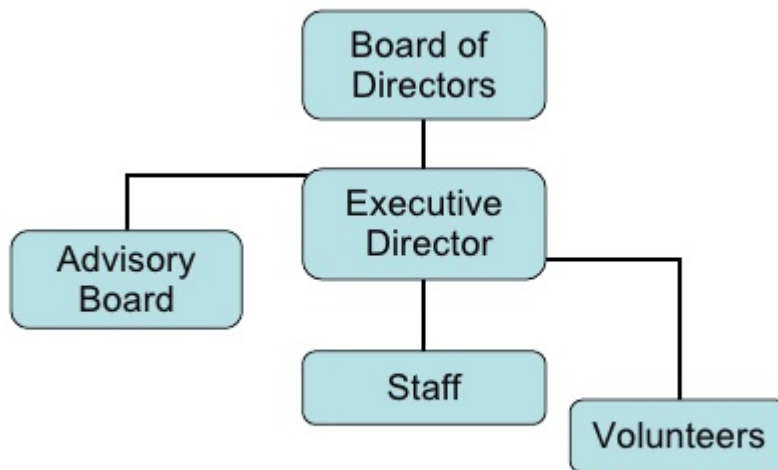 Board of
Directors
Executive
Director
Advisory
Board
Staff
Volunteers